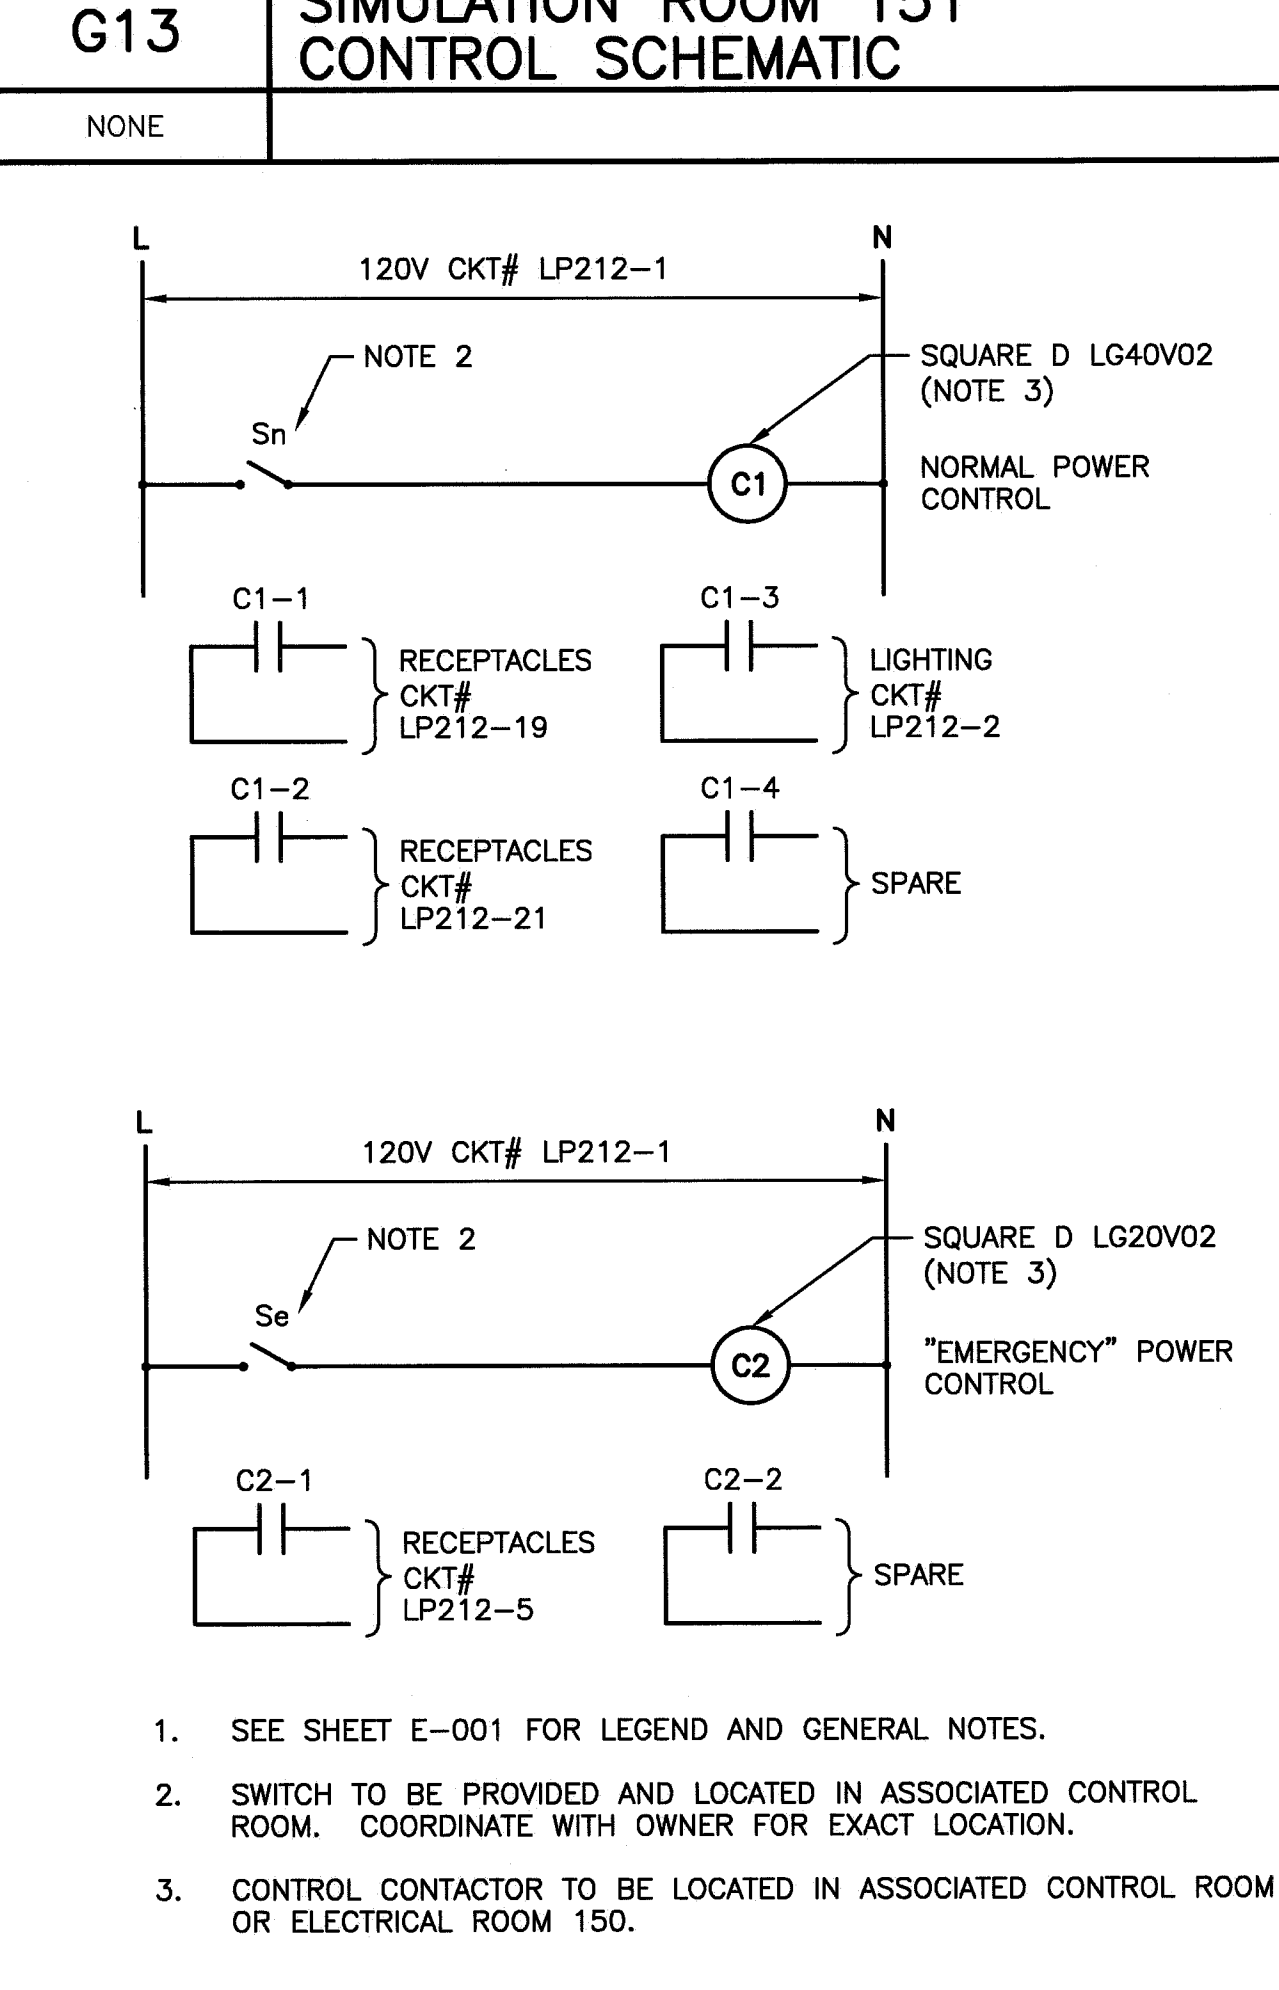 G13
SIMULATION ROOM 151
CONTROL SCHEMATIC
NONE
L
N
120V CKT# LP212-1
NOTE 2
SQUARE D LG40V02
(NOTE 3)
Sn
C1
NORMAL POWER
CONTROL
C1-1
RECEPTACLES
CKT#
LP212-19
C1-3
LIGHTING
CKT#
LP212-2
C1-2
RECEPTACLES
CKT#
LP212-21
C1-4
SPARE
L
N
120V CKT# LP212-1
NOTE 2
SQUARE D LG20V02
(NOTE 3)
Se
C2
"EMERGENCY" POWER
CONTROL
C2-1
RECEPTACLES
CKT#
LP212-5
C2-2
SPARE
1. SEE SHEET E-001 FOR LEGEND AND GENERAL NOTES.
2. SWITCH TO BE PROVIDED AND LOCATED IN ASSOCIATED CONTROL
ROOM. COORDINATE WITH OWNER FOR EXACT LOCATION.
3. CONTROL CONTACTOR TO BE LOCATED IN ASSOCIATED CONTROL ROOM
OR ELECTRICAL ROOM 150.